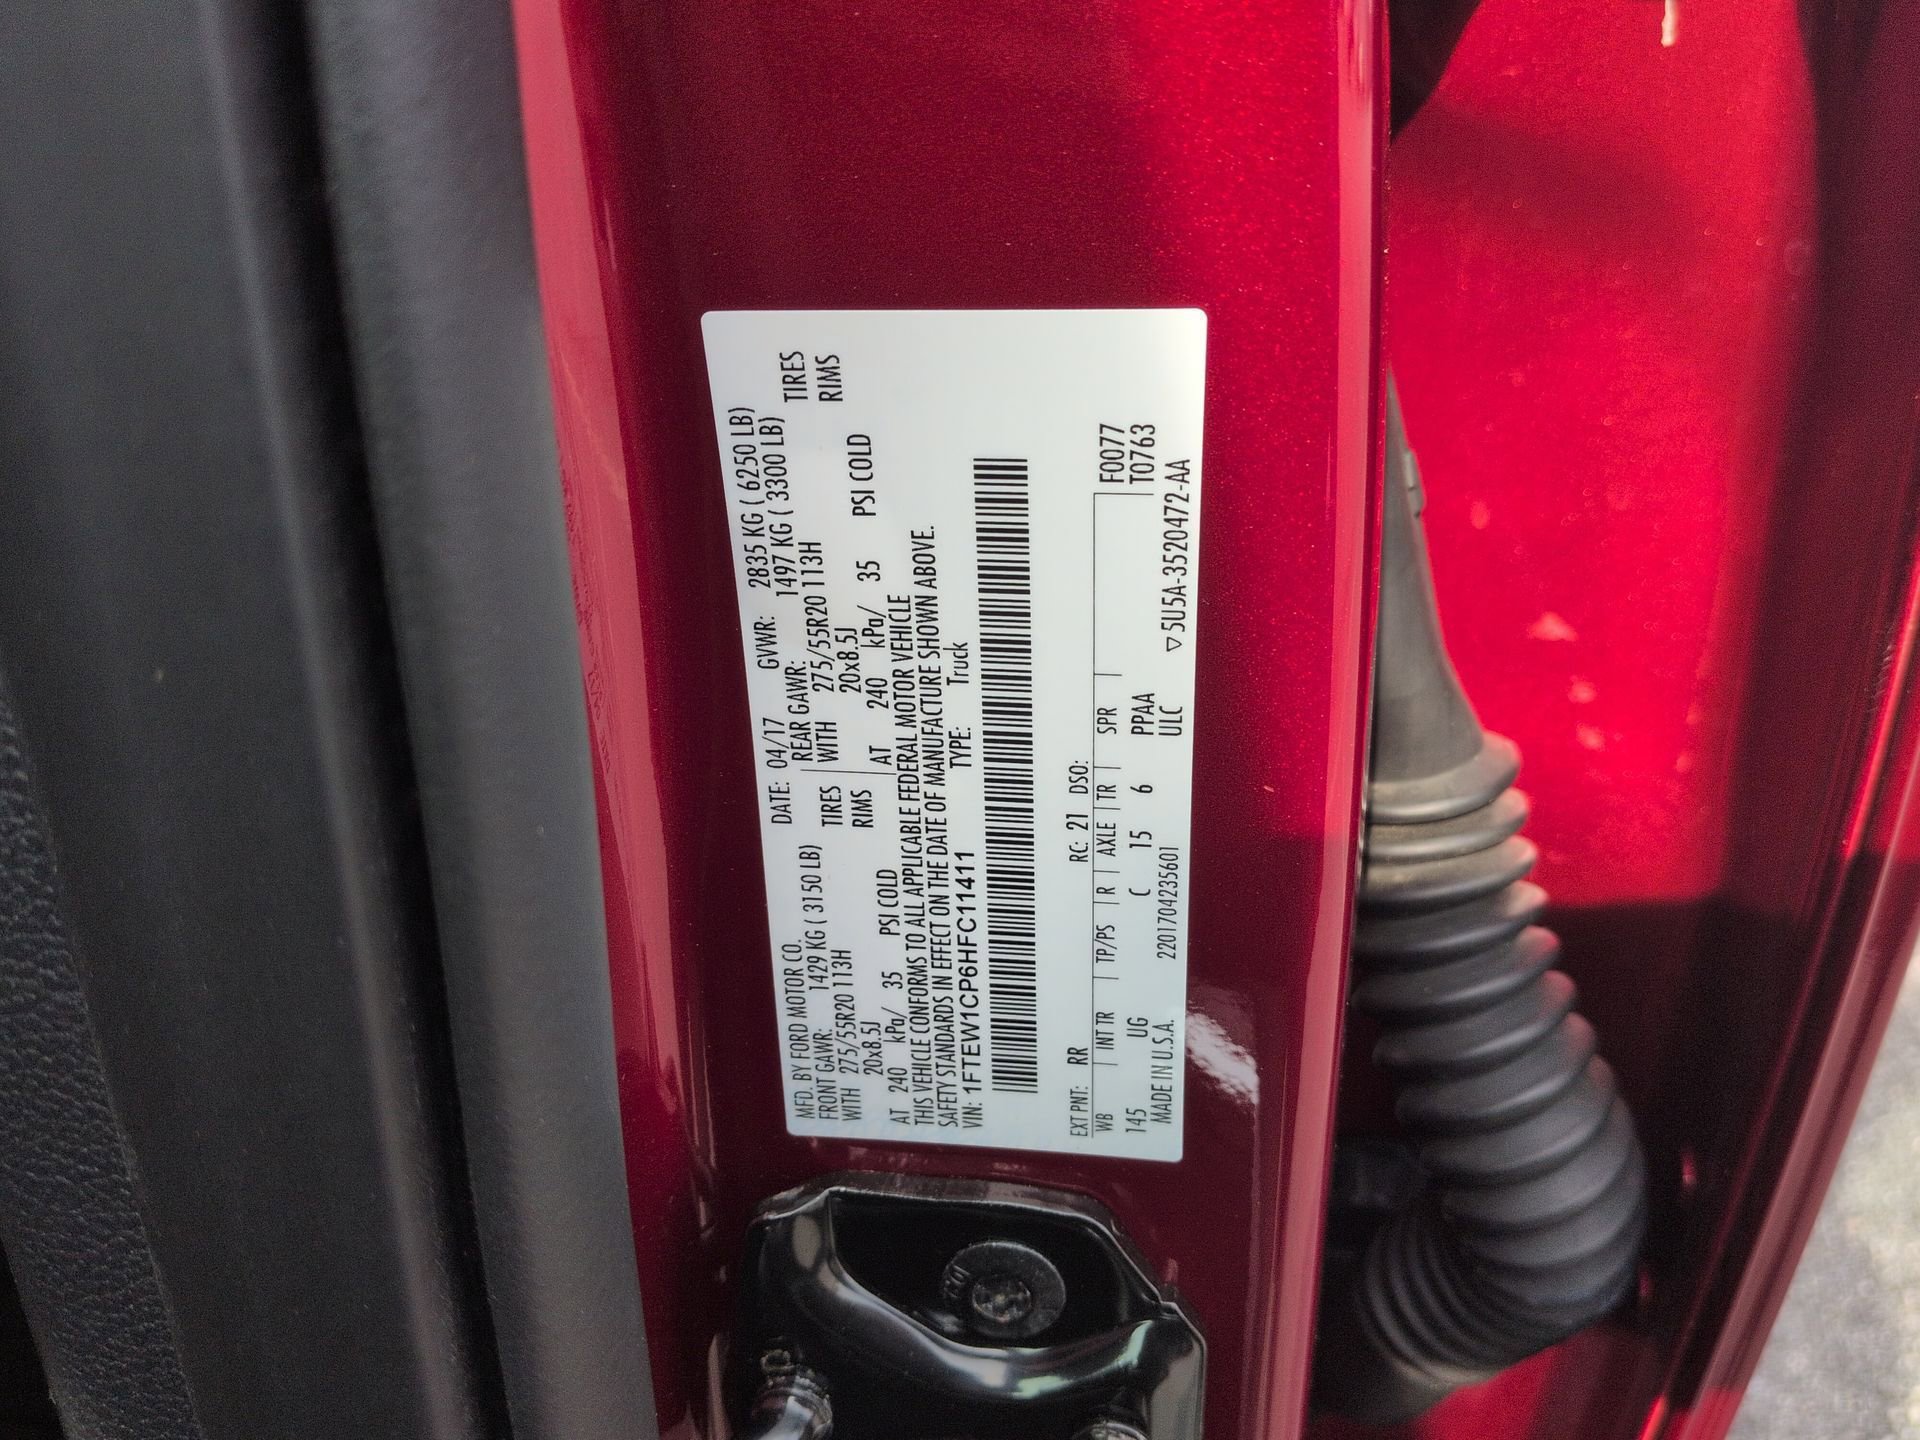 MFD. BY FORD MOTOR CO. DATE: 04/17 GVWR: 2835 KG ( 6250 LB)
FRONT GAWR: 1429 KG ( 3150 LB) REAR GAWR: 1497 KG ( 3300 LB)
WITH 275/55R20 113H TIRES WITH 275/55R20 113H TIRES
20x8.5J RIMS 20x8.5J RIMS
AT 240 kPa/ 35 PSI COLD AT 240 kPa/ 35 PSI COLD
THIS VEHICLE CONFORMS TO ALL APPLICABLE FEDERAL MOTOR VEHICLE
SAFETY STANDARDS IN EFFECT ON THE DATE OF MANUFACTURE SHOWN ABOVE.
VIN: 1FTEW1CP6HFC11411 TYPE: Truck
EXT PNT: RR RC: 21 DSO:
WB INT TR TP/PS R AXLE TR SPR F0077
145 UG C 15 6 PPAA T0763
MADE IN U.S.A. 2201704235601 ULC ▽5U5A-3520472-AA